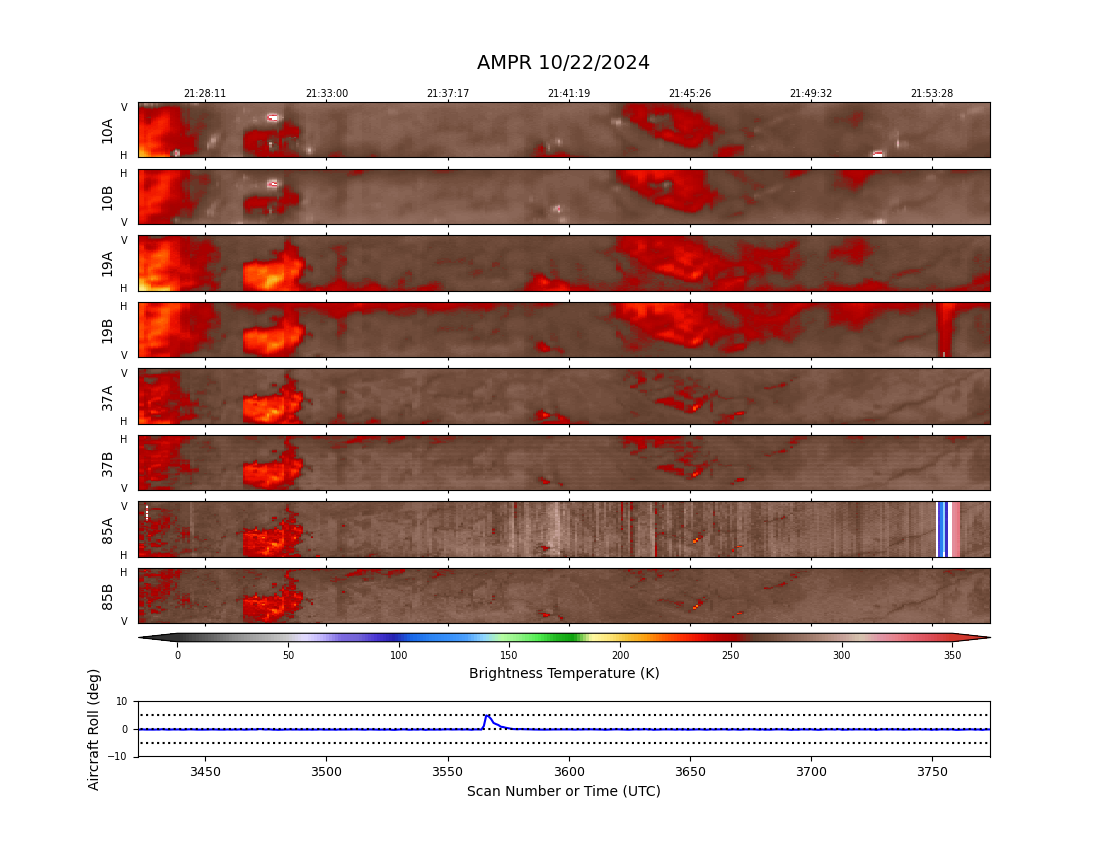 AMPR 10/22/2024
21:28:11 21:33:00 21:37:17 21:41:19 21:45:26 21:49:32 21:53:28
V
10A
H
H
10B
V
V
19A
H
H
19B
V
V
37A
H
H
37B
V
V
85A
H
H
85B
V
0 50 100 150 200 250 300 350
Brightness Temperature (K)
Aircraft Roll (deg)
10
0
−10
3450 3500 3550 3600 3650 3700 3750
Scan Number or Time (UTC)